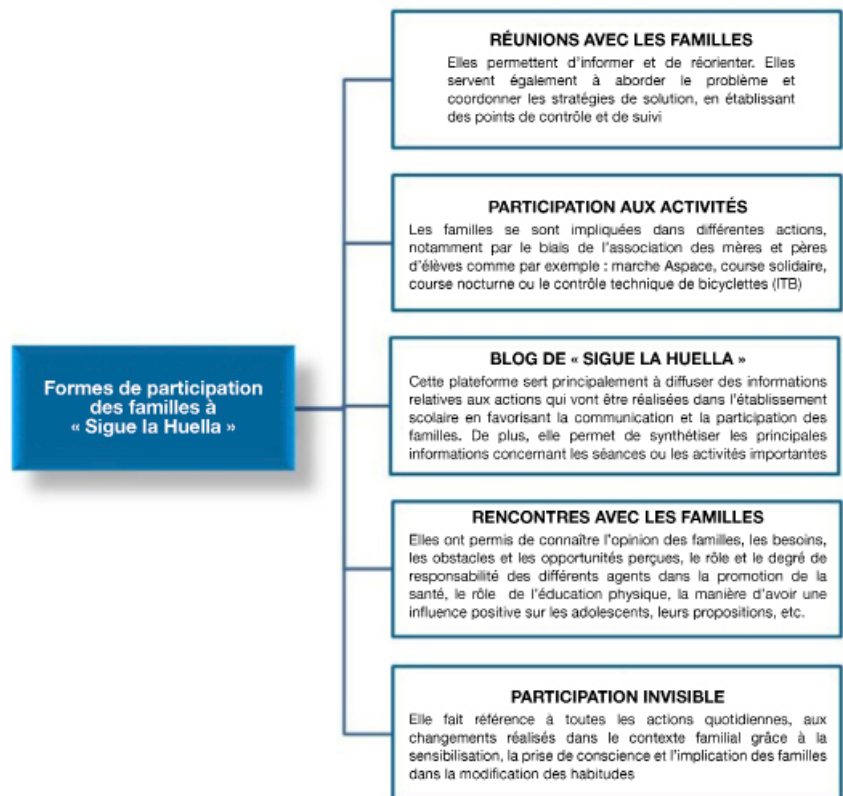 RÉUNIONS AVEC LES FAMILLES
Elles permettent d'informer et de réorienter. Elles
servent également à aborder le problème et
coordonner les stratégies de solution, en établissant
des points de contrôle et de suivi
PARTICIPATION AUX ACTIVITÉS
Les familles se sont impliquées dans différentes actions,
notamment par le biais de l'association des mères et pères
d'élèves comme par exemple : marche Aspace, course solidaire,
course nocturne ou le contrôle technique de bicyclettes (ITB)
Formes de participation
des familles à
« Sigue la Huella »
BLOG DE « SIGUE LA HUELLA »
Cette plateforme sert principalement à diffuser des informations
relatives aux actions qui vont être réalisées dans l'établissement
scolaire en favorisant la communication et la participation des
familles. De plus, elle permet de synthétiser les principales
informations concernant les séances ou les activités importantes
RENCONTRES AVEC LES FAMILLES
Elles ont permis de connaître l'opinion des familles, les besoins,
les obstacles et les opportunités perçues, le rôle et le degré de
responsabilité des différents agents dans la promotion de la
santé, le rôle de l'éducation physique, la manière d'avoir une
influence positive sur les adolescents, leurs propositions, etc.
PARTICIPATION INVISIBLE
Elle fait référence à toutes les actions quotidiennes, aux
changements réalisés dans le contexte familial grâce à la
sensibilisation, la prise de conscience et l'implication des familles
dans la modification des habitudes